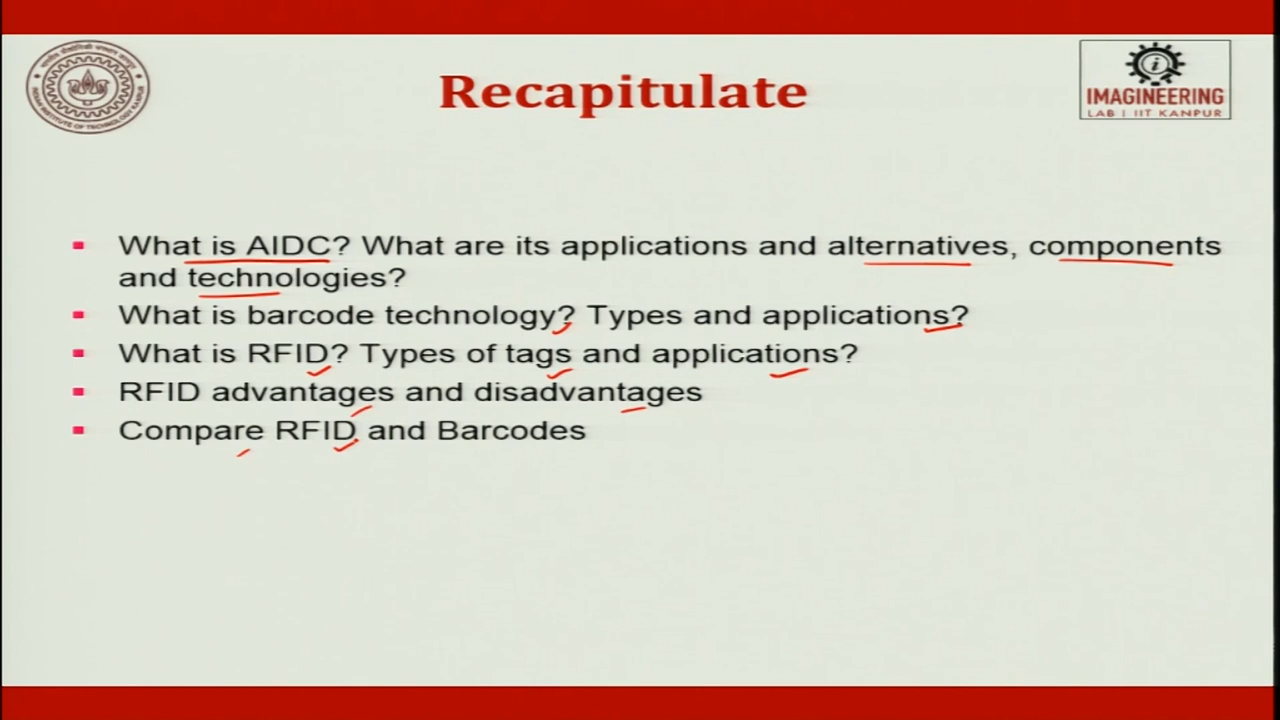 Recapitulate
IMAGINEERING
LAB | IIT KANPUR
What is AIDC? What are its applications and alternatives, components
and technologies?
What is barcode technology? Types and applications?
What is RFID? Types of tags and applications?
RFID advantages and disadvantages
Compare RFID and Barcodes